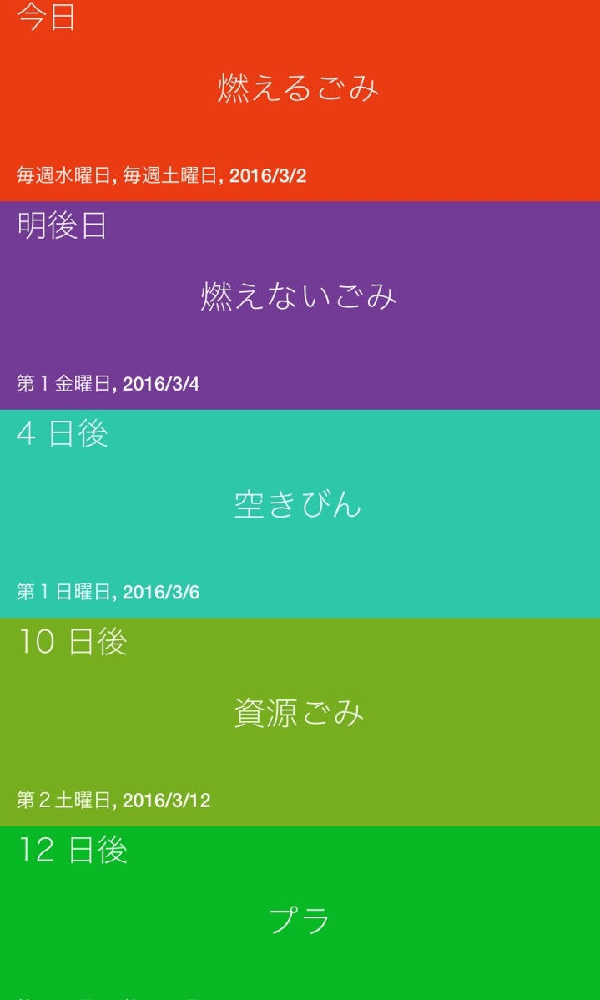 今日
燃えるごみ
毎週水曜日, 毎週土曜日, 2016/3/2
明後日
燃えないごみ
第１金曜日, 2016/3/4
4 日後
空きびん
第１日曜日, 2016/3/6
10 日後
資源ごみ
第２土曜日, 2016/3/12
12 日後
プラ